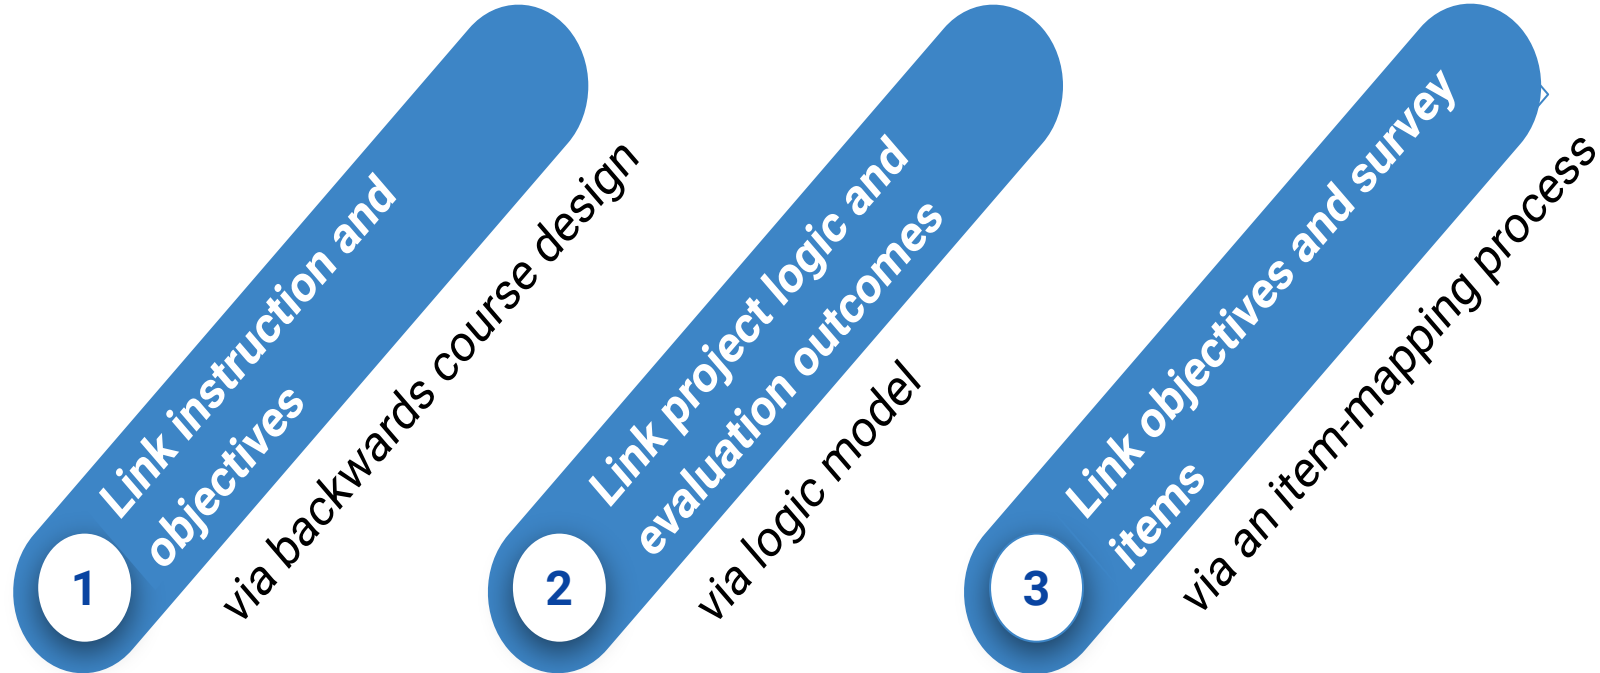 1
Link instruction and
objectives
via backwards course design
2
Link project logic and
evaluation outcomes
via logic model
3
Link objectives and survey
items
via an item-mapping process